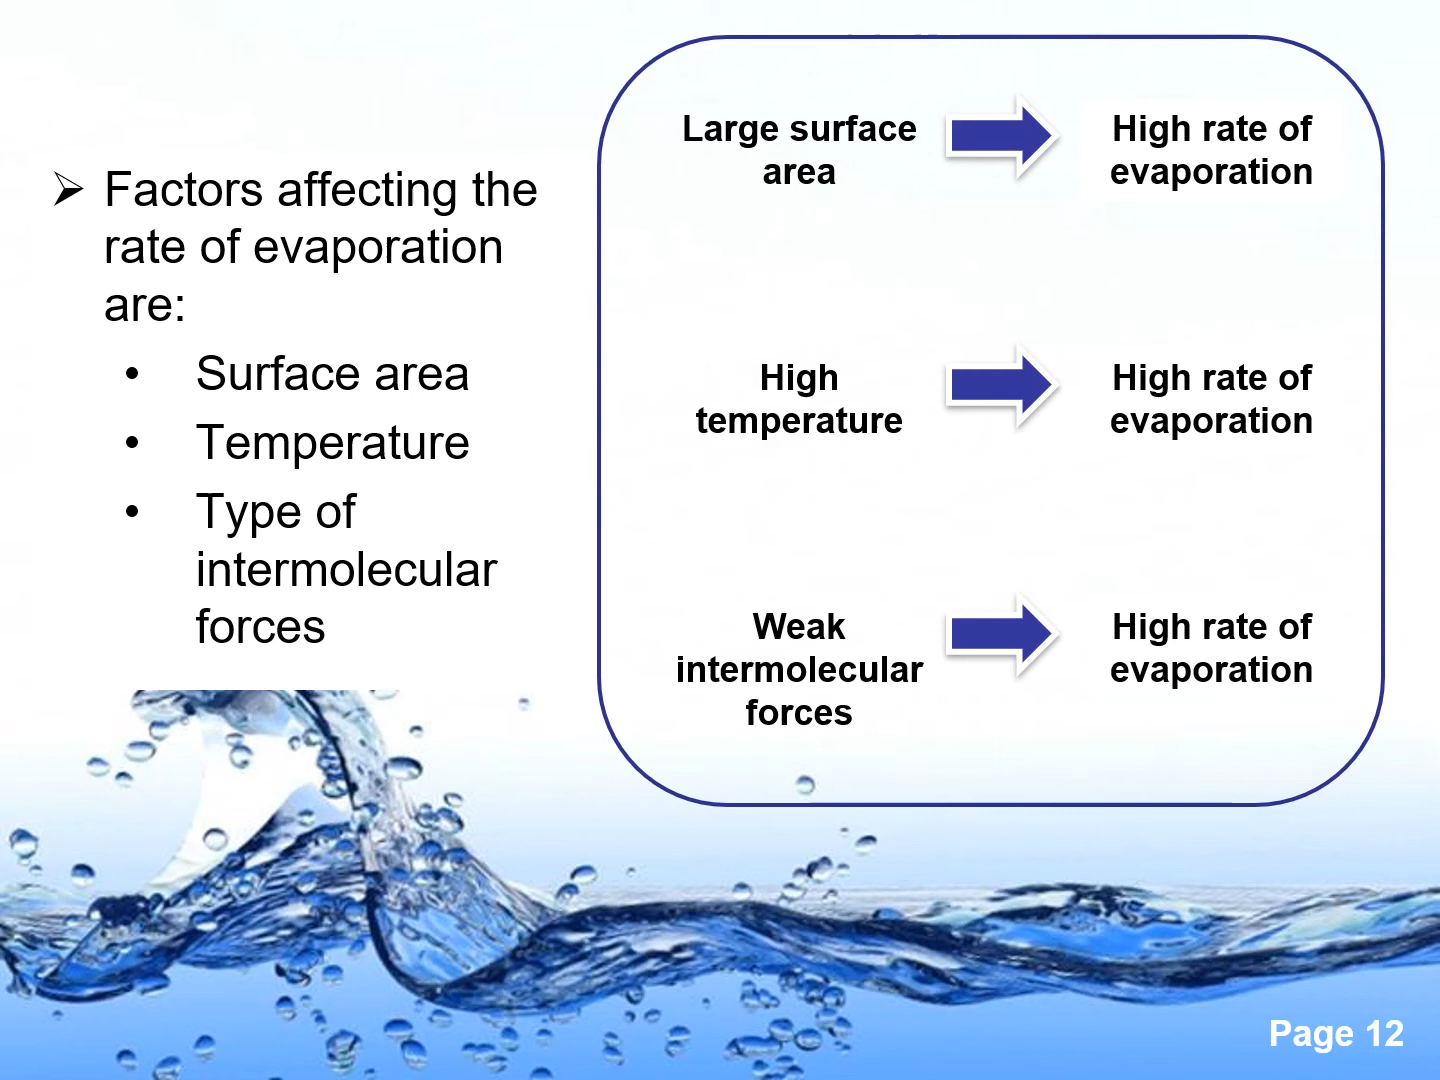 Factors affecting the
rate of evaporation
are:
• Surface area
• Temperature
• Type of
intermolecular
forces
Large surface
area
High rate of
evaporation
High
temperature
High rate of
evaporation
Weak
intermolecular
forces
High rate of
evaporation
Page 12